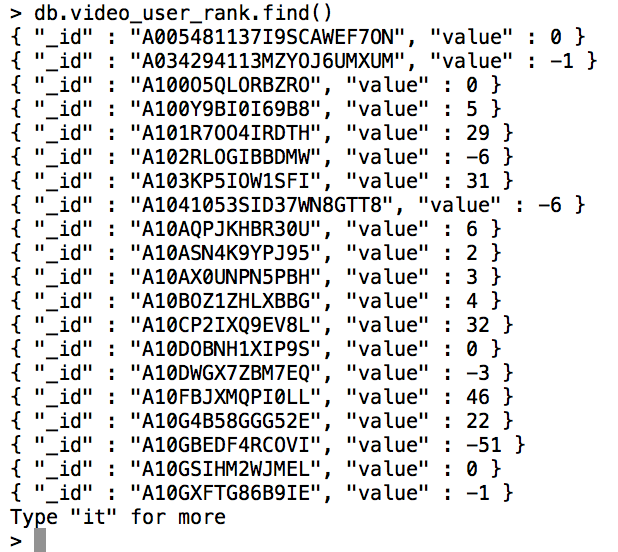 > db.video_user_rank.find()
{ "_id" : "A005481137I9SCAWEF7ON", "value" : 0 }
{ "_id" : "A034294113MZYOJ6UMXUM", "value" : -1 }
{ "_id" : "A100O5QLORBZRO", "value" : 0 }
{ "_id" : "A100Y9BI0I69B8", "value" : 5 }
{ "_id" : "A101R7OO4IRDTH", "value" : 29 }
{ "_id" : "A102RLOGIBBDMW", "value" : -6 }
{ "_id" : "A103KP5IOW1SFI", "value" : 31 }
{ "_id" : "A1041053SID37WN8GTT8", "value" : -6 }
{ "_id" : "A10AQPJKHBR30U", "value" : 6 }
{ "_id" : "A10ASN4K9YPJ95", "value" : 2 }
{ "_id" : "A10AX0UNPN5PBH", "value" : 3 }
{ "_id" : "A10BOZ1ZHLXBBG", "value" : 4 }
{ "_id" : "A10CP2IXQ9EV8L", "value" : 32 }
{ "_id" : "A10DOBNH1XIP9S", "value" : 0 }
{ "_id" : "A10DWGX7ZBM7EQ", "value" : -3 }
{ "_id" : "A10FBJXMQPI0LL", "value" : 46 }
{ "_id" : "A10G4B58GGG52E", "value" : 22 }
{ "_id" : "A10GBEDF4RCOVI", "value" : -51 }
{ "_id" : "A10GSIHM2WJMEL", "value" : 0 }
{ "_id" : "A10GXFTG86B9IE", "value" : -1 }
Type "it" for more
>